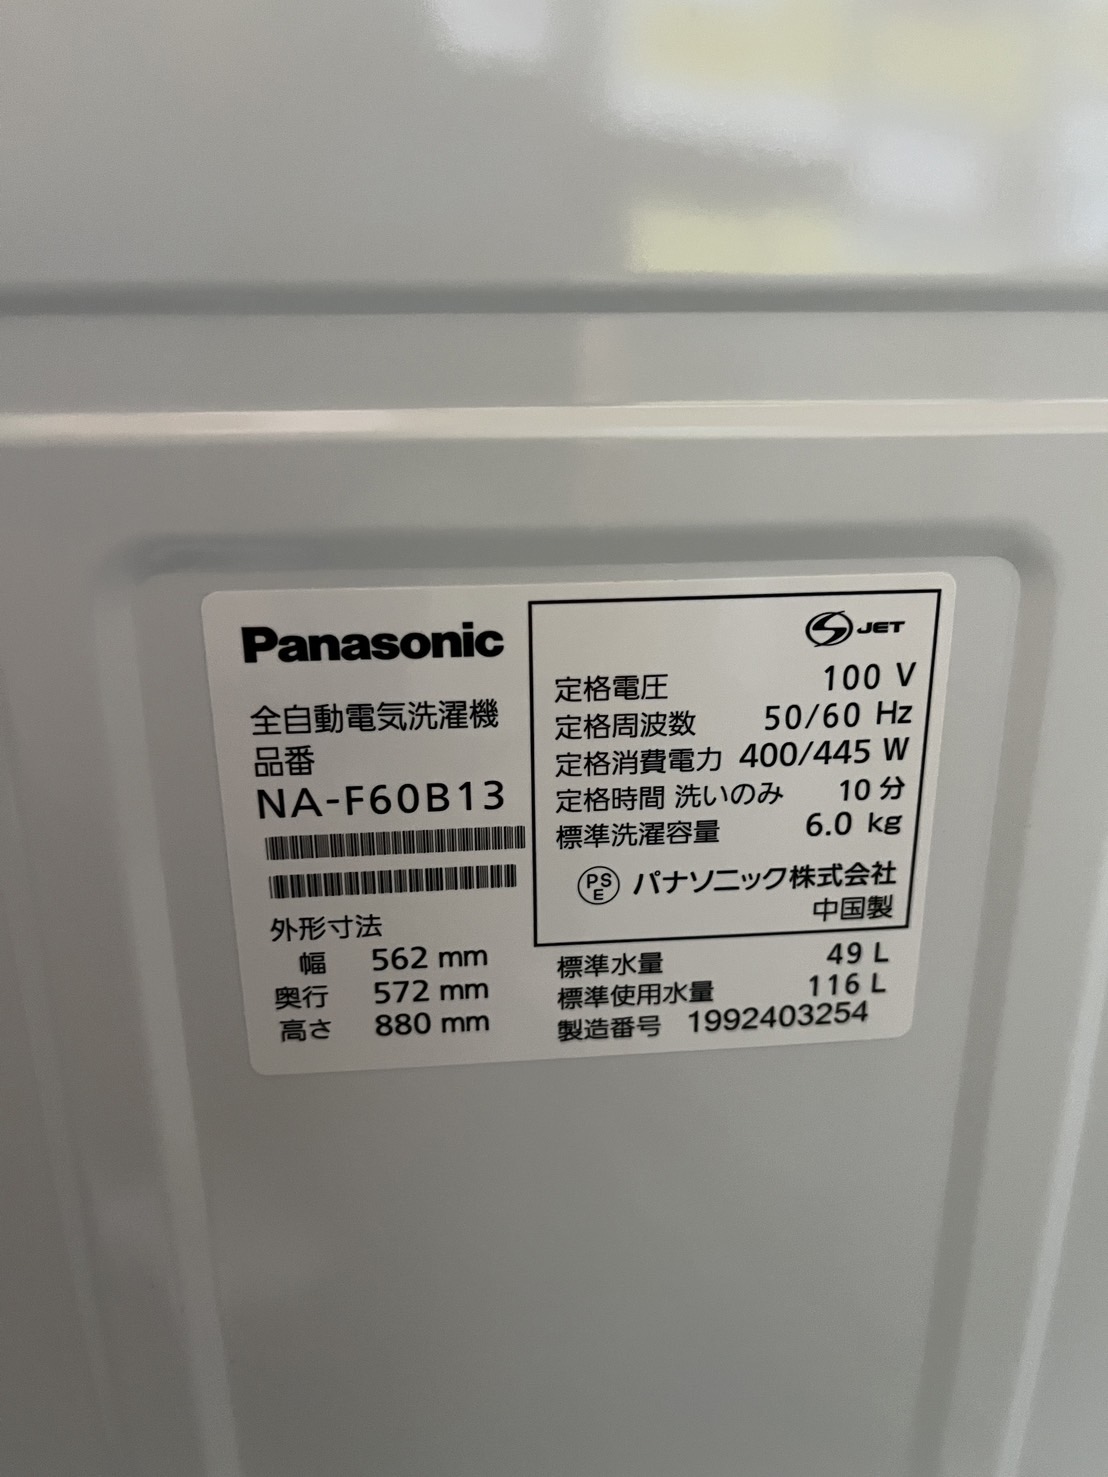 Panasonic
全自動電気洗濯機
品番
NA-F60B13
外形寸法
幅 562 mm
奥行 572 mm
高さ 880 mm
S JET
定格電圧 100 V
定格周波数 50/60 Hz
定格消費電力 400/445 W
定格時間 洗いのみ 10 分
標準洗濯容量 6.0 kg
PS
E
パナソニック株式会社
中国製
標準水量 49 L
標準使用水量 116 L
製造番号 1992403254